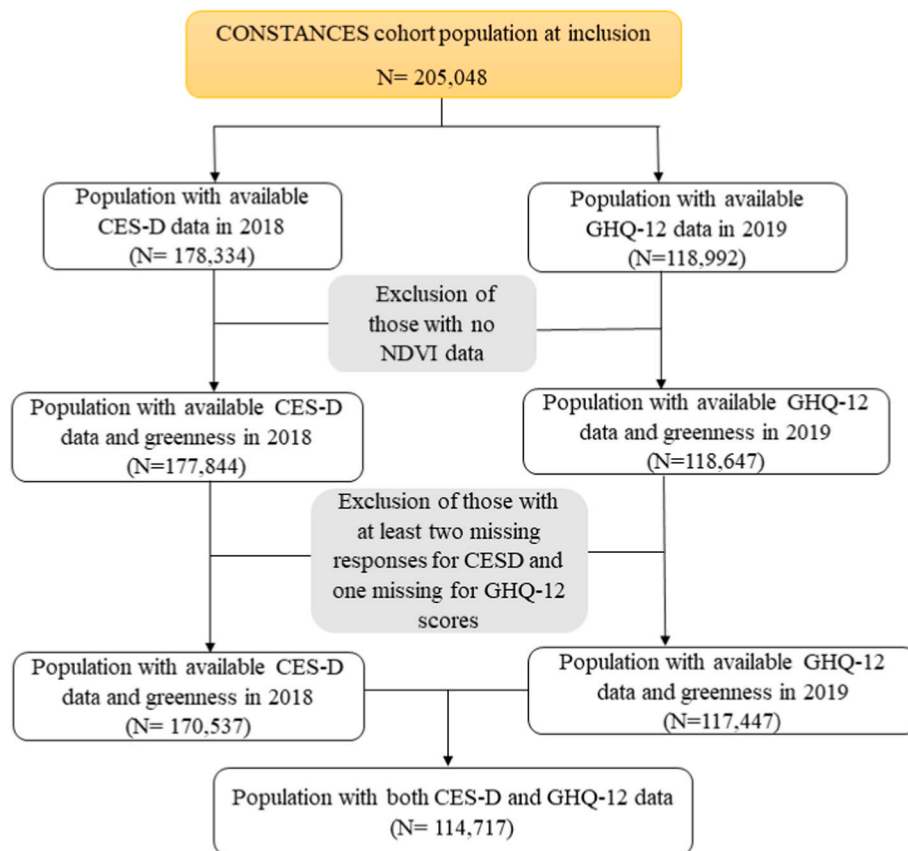 CONSTANCES cohort population at inclusion
N= 205,048
Population with available
CES-D data in 2018
(N= 178,334)
Population with available
GHQ-12 data in 2019
(N=118,992)
Exclusion of
those with no
NDVI data
Population with available CES-D
data and greenness in 2018
(N=177,844)
Population with available GHQ-12
data and greenness in 2019
(N=118,647)
Exclusion of those with
at least two missing
responses for CESD and
one missing for GHQ-12
scores
Population with available CES-D
data and greenness in 2018
(N= 170,537)
Population with available GHQ-12
data and greenness in 2019
(N=117,447)
Population with both CES-D and GHQ-12 data
(N= 114,717)